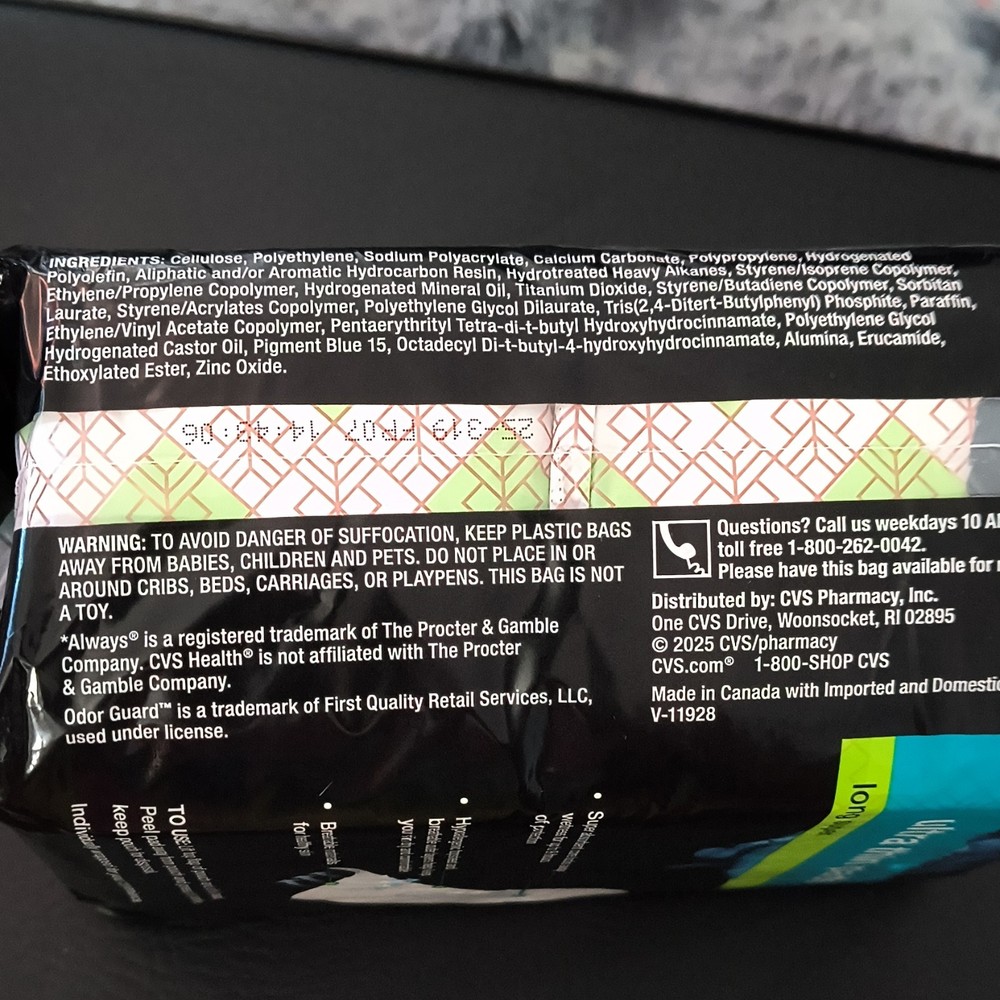 INGREDIENTS: Cellulose, Polyethylene, Sodium Polyacrylate, Calcium Carbonate, Polypropylene, Hydrogenated
Polyolefin, Aliphatic and/or Aromatic Hydrocarbon Resin, Hydrotreated Heavy Alkanes, Styrene/Isoprene Copolymer,
Ethylene/Propylene Copolymer, Hydrogenated Mineral Oil, Titanium Dioxide, Styrene/Butadiene Copolymer, Sorbitan
Laurate, Styrene/Acrylates Copolymer, Polyethylene Glycol Dilaurate, Tris(2,4-Ditert-Butylphenyl) Phosphite, Paraffin,
Ethylene/Vinyl Acetate Copolymer, Pentaerythrityl Tetra-di-t-butyl Hydroxyhydrocinnamate, Polyethylene Glycol
Hydrogenated Castor Oil, Pigment Blue 15, Octadecyl Di-t-butyl-4-hydroxyhydrocinnamate, Alumina, Erucamide,
Ethoxylated Ester, Zinc Oxide.
25-319 FP07 14:43:06
WARNING: TO AVOID DANGER OF SUFFOCATION, KEEP PLASTIC BAGS
AWAY FROM BABIES, CHILDREN AND PETS. DO NOT PLACE IN OR
AROUND CRIBS, BEDS, CARRIAGES, OR PLAYPENS. THIS BAG IS NOT
A TOY.
*Always® is a registered trademark of The Procter & Gamble
Company. CVS Health® is not affiliated with The Procter
& Gamble Company.
Odor Guard™ is a trademark of First Quality Retail Services, LLC,
used under license.
Questions? Call us weekdays 10 A
toll free 1-800-262-0042.
Please have this bag available for
Distributed by: CVS Pharmacy, Inc.
One CVS Drive, Woonsocket, RI 02895
© 2025 CVS/pharmacy
CVS.com® 1-800-SHOP CVS
Made in Canada with Imported and Domestic
V-11928
long
ultra thin
TO USE:
Peel
keep